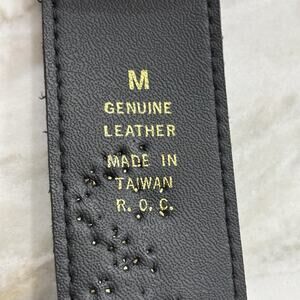 M
GENUINE
LEATHER
MADE IN
TAIWAN
R. O. C.